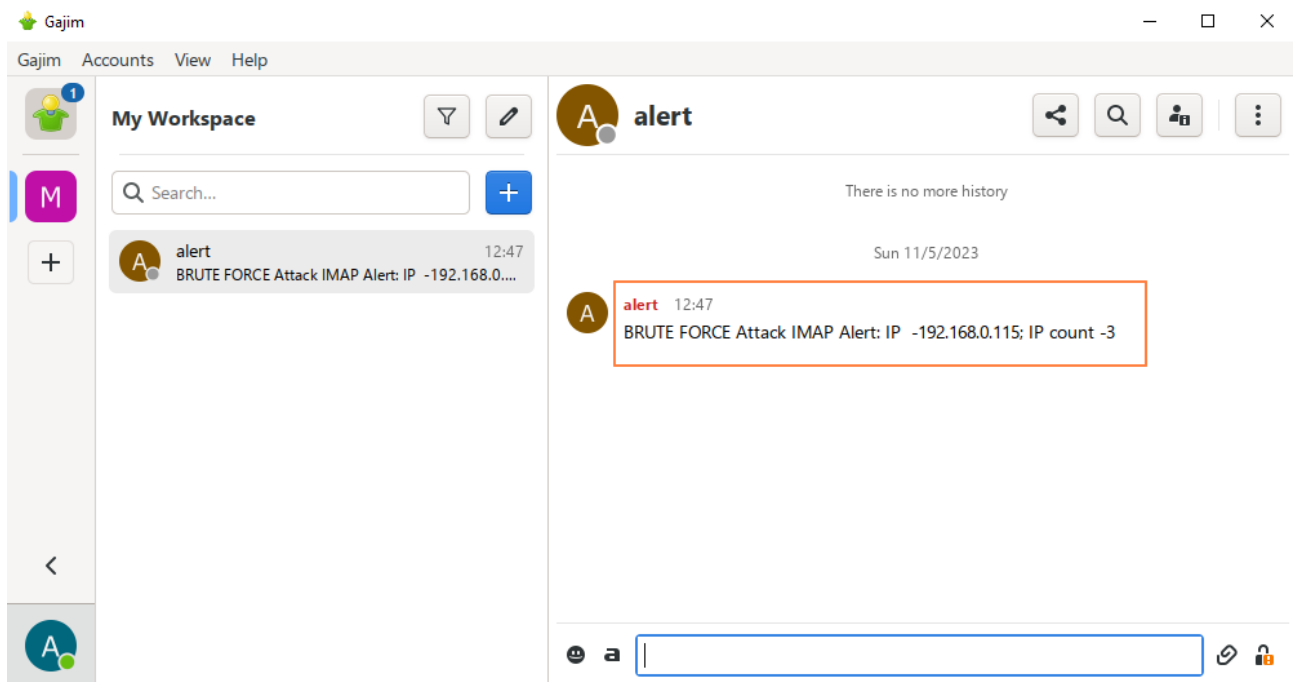 Gajim
Gajim Accounts View Help
1
My Workspace
M
Search...
alert 12:47
BRUTE FORCE Attack IMAP Alert: IP -192.168.0....
A
A
A alert
There is no more history
Sun 11/5/2023
A
alert 12:47
BRUTE FORCE Attack IMAP Alert: IP -192.168.0.115; IP count -3
a